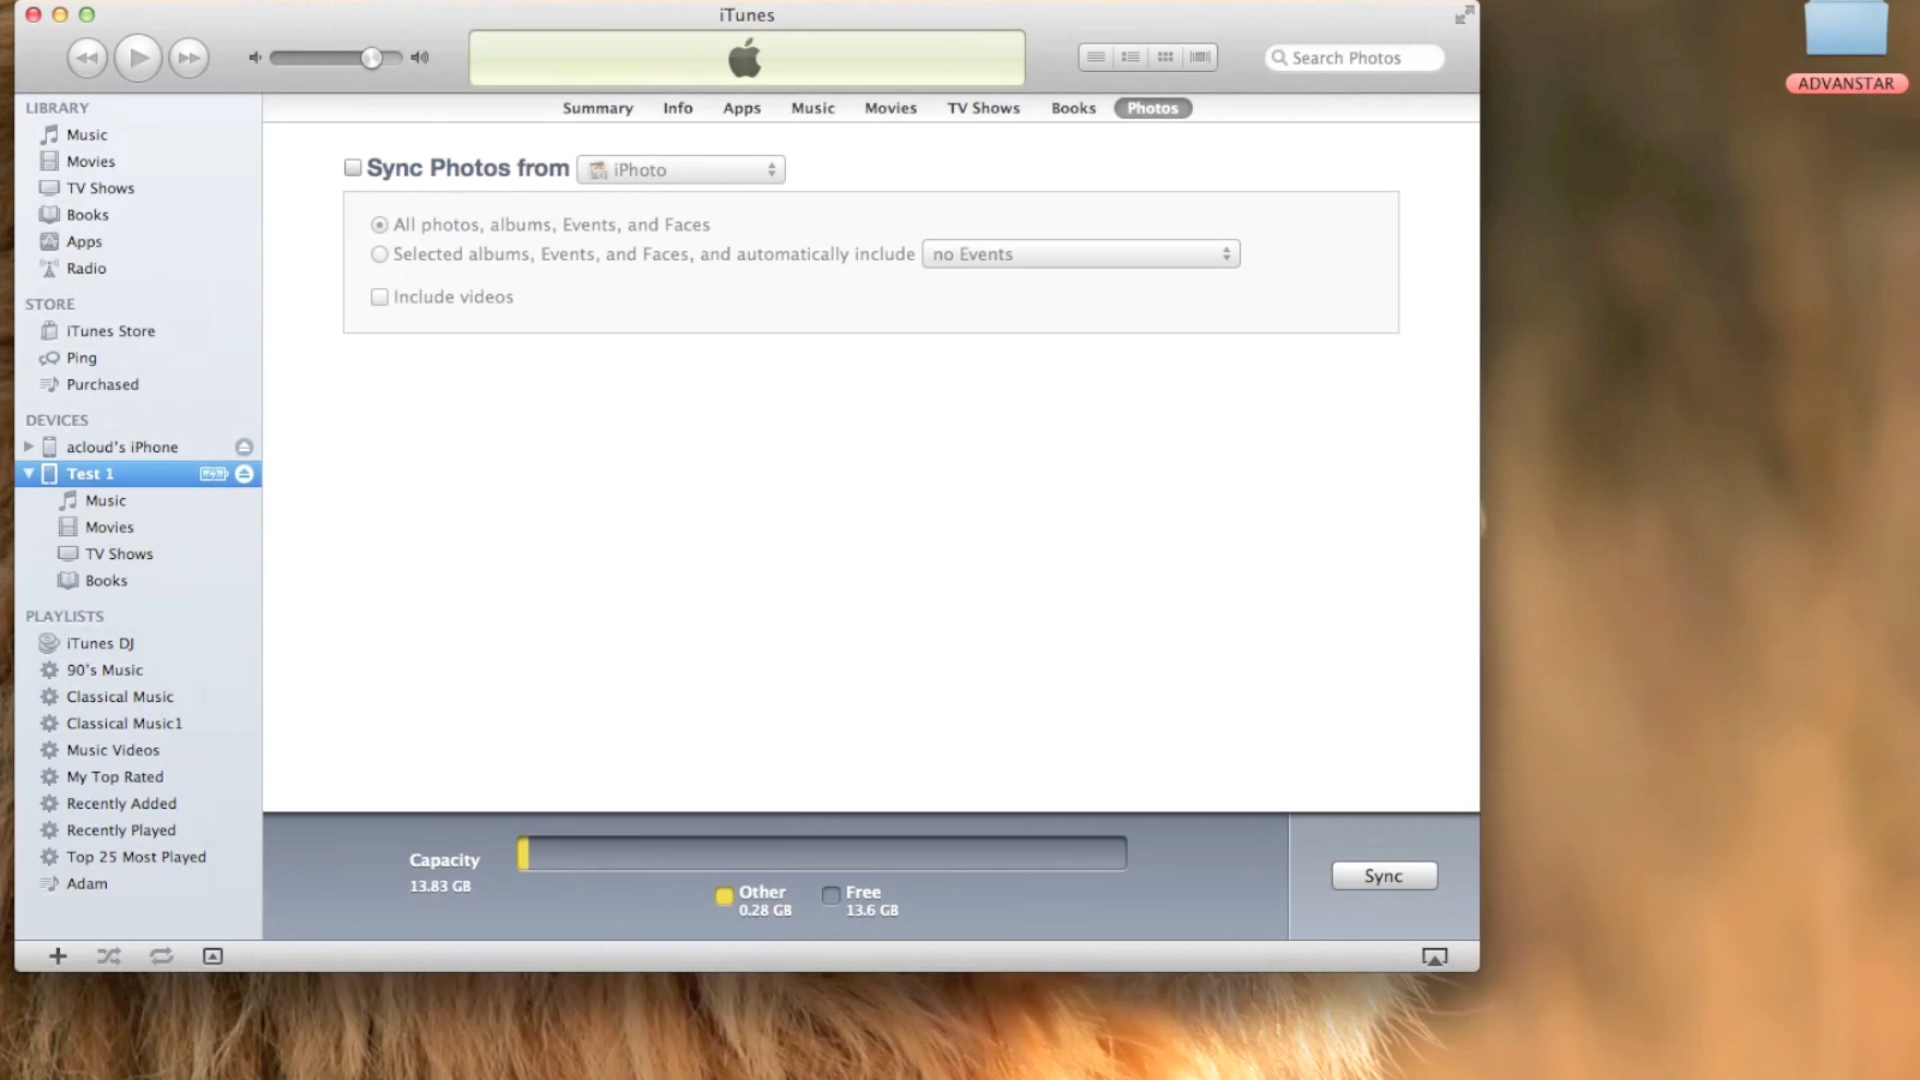 iTunes
Search Photos
ADVANSTAR
Summary Info Apps Music Movies TV Shows Books Photos
LIBRARY
Music
Movies
TV Shows
Books
Apps
Radio
STORE
iTunes Store
Ping
Purchased
DEVICES
acloud's iPhone
Test 1
Music
Movies
TV Shows
Books
PLAYLISTS
iTunes DJ
90's Music
Classical Music
Classical Music1
Music Videos
My Top Rated
Recently Added
Recently Played
Top 25 Most Played
Adam
Sync Photos from iPhoto
All photos, albums, Events, and Faces
Selected albums, Events, and Faces, and automatically include no Events
Include videos
Capacity
13.83 GB
Other
0.28 GB
Free
13.6 GB
Sync